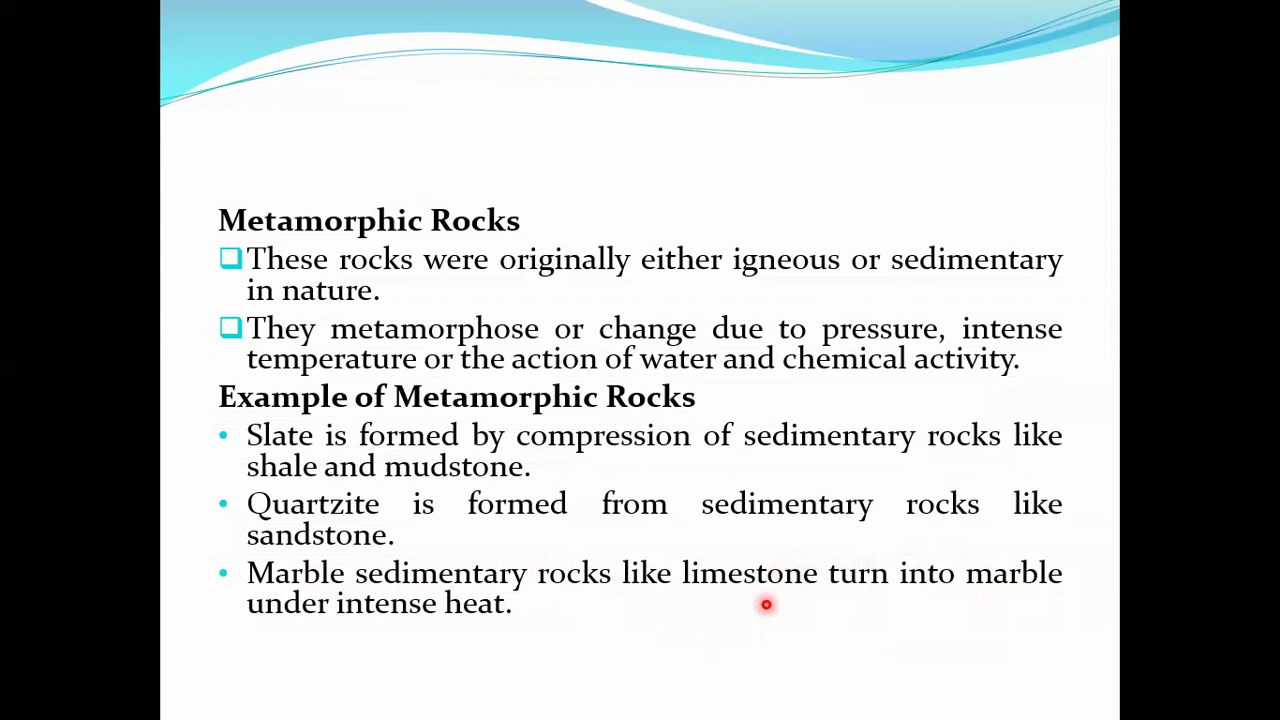 Metamorphic Rocks
These rocks were originally either igneous or sedimentary
in nature.
They metamorphose or change due to pressure, intense
temperature or the action of water and chemical activity.
Example of Metamorphic Rocks
• Slate is formed by compression of sedimentary rocks like
shale and mudstone.
• Quartzite is formed from sedimentary rocks like
sandstone.
• Marble sedimentary rocks like limestone turn into marble
under intense heat.